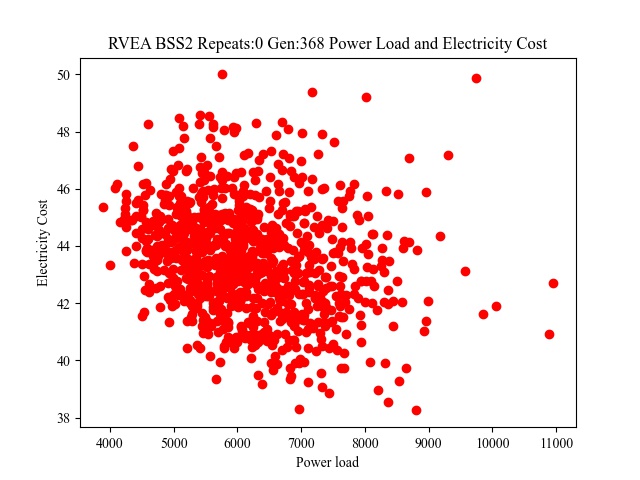 RVEA BSS2 Repeats:0 Gen:368 Power Load and Electricity Cost
50
48
46
44
42
40
38
Electricity Cost
4000 5000 6000 7000 8000 9000 10000 11000
Power load